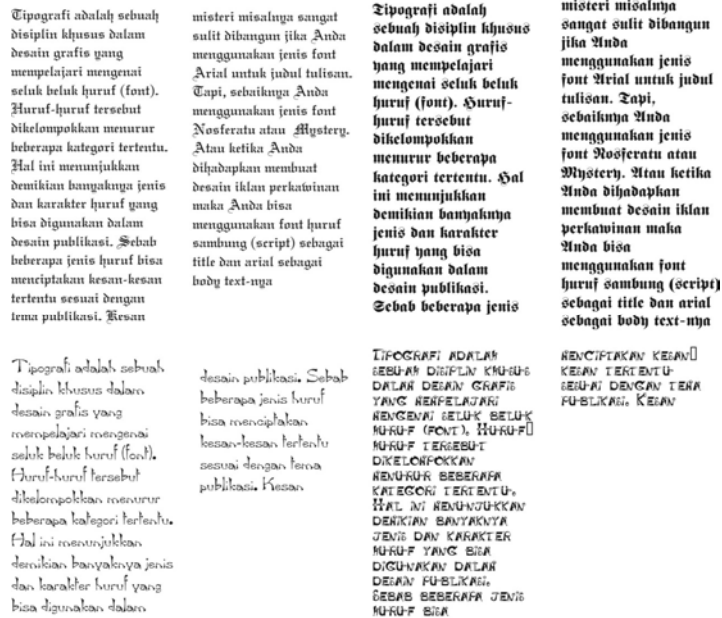 Tipografi adalah sebuah
disiplin khusus dalam
desain grafis yang
mempelajari mengenai
seluk beluk huruf (font).
Huruf-huruf tersebut
dikelompokkan menurur
beberapa kategori tertentu.
Hal ini menunjukkan
demikian banyaknya jenis
dan karakter huruf yang
bisa digunakan dalam
desain publikasi. Sebab
beberapa jenis huruf bisa
menciptakan kesan-kesan
tertentu sesuai dengan
tema publikasi. Kesan
misteri misalnya sangat
sulit dibangun jika Anda
menggunakan jenis font
Arial untuk judul tulisan.
Tapi, sebaiknya Anda
menggunakan jenis font
Nosferatu atau Mystery.
Atau ketika Anda
dihadapkan membuat
desain iklan perkawinan
maka Anda bisa
menggunakan font huruf
sambung (script) sebagai
title dan arial sebagai
body text-nya
Tipografi adalah
sebuah disiplin khusus
dalam desain grafis
yang mempelajari
mengenai seluk beluk
huruf (font). Huruf-
huruf tersebut
dikelompokkan
menurur beberapa
kategori tertentu. Hal
ini menunjukkan
demikian banyaknya
jenis dan karakter
huruf yang bisa
digunakan dalam
desain publikasi.
Sebab beberapa jenis
misteri misalnya
sangat sulit dibangun
jika Anda
menggunakan jenis
font Arial untuk judul
tulisan. Tapi,
sebaiknya Anda
menggunakan jenis
font Nosferatu atau
Mystery. Atau ketika
Anda dihadapkan
membuat desain iklan
perkawinan maka
Anda bisa
menggunakan font
huruf sambung (script)
sebagai title dan arial
sebagai body text-nya
Tipografi adalah sebuah
disiplin khusus dalam
desain grafis yang
mempelajari mengenai
seluk beluk huruf (font).
Huruf-huruf tersebut
dikelompokkan menurur
beberapa kategori tertentu.
Hal ini menunjukkan
demikian banyaknya jenis
dan karakter huruf yang
bisa digunakan dalam
desain publikasi. Sebab
beberapa jenis huruf
bisa menciptakan
kesan-kesan tertentu
sesuai dengan tema
publikasi. Kesan
TIPOGRAFI ADALAH
SEBUAH DISIPLIN KHUSUS
DALAM DESAIN GRAFIS
YANG MEMPELAJARI
MENGENAI SELUK BELUK
HURUF (FONT). HURUF▯
HURUF TERSEBUT
DIKELOMPOKKAN
MENURUR BEBERAPA
KATEGORI TERTENTU.
HAL INI MENUNJUKKAN
DEMIKIAN BANYAKNYA
JENIS DAN KARAKTER
HURUF YANG BISA
DIGUNAKAN DALAM
DESAIN PUBLIKASI.
SEBAB BEBERAPA JENIS
HURUF BISA
MENCIPTAKAN KESAN▯
KESAN TERTENTU
SESUAI DENGAN TEMA
PUBLIKASI. KESAN